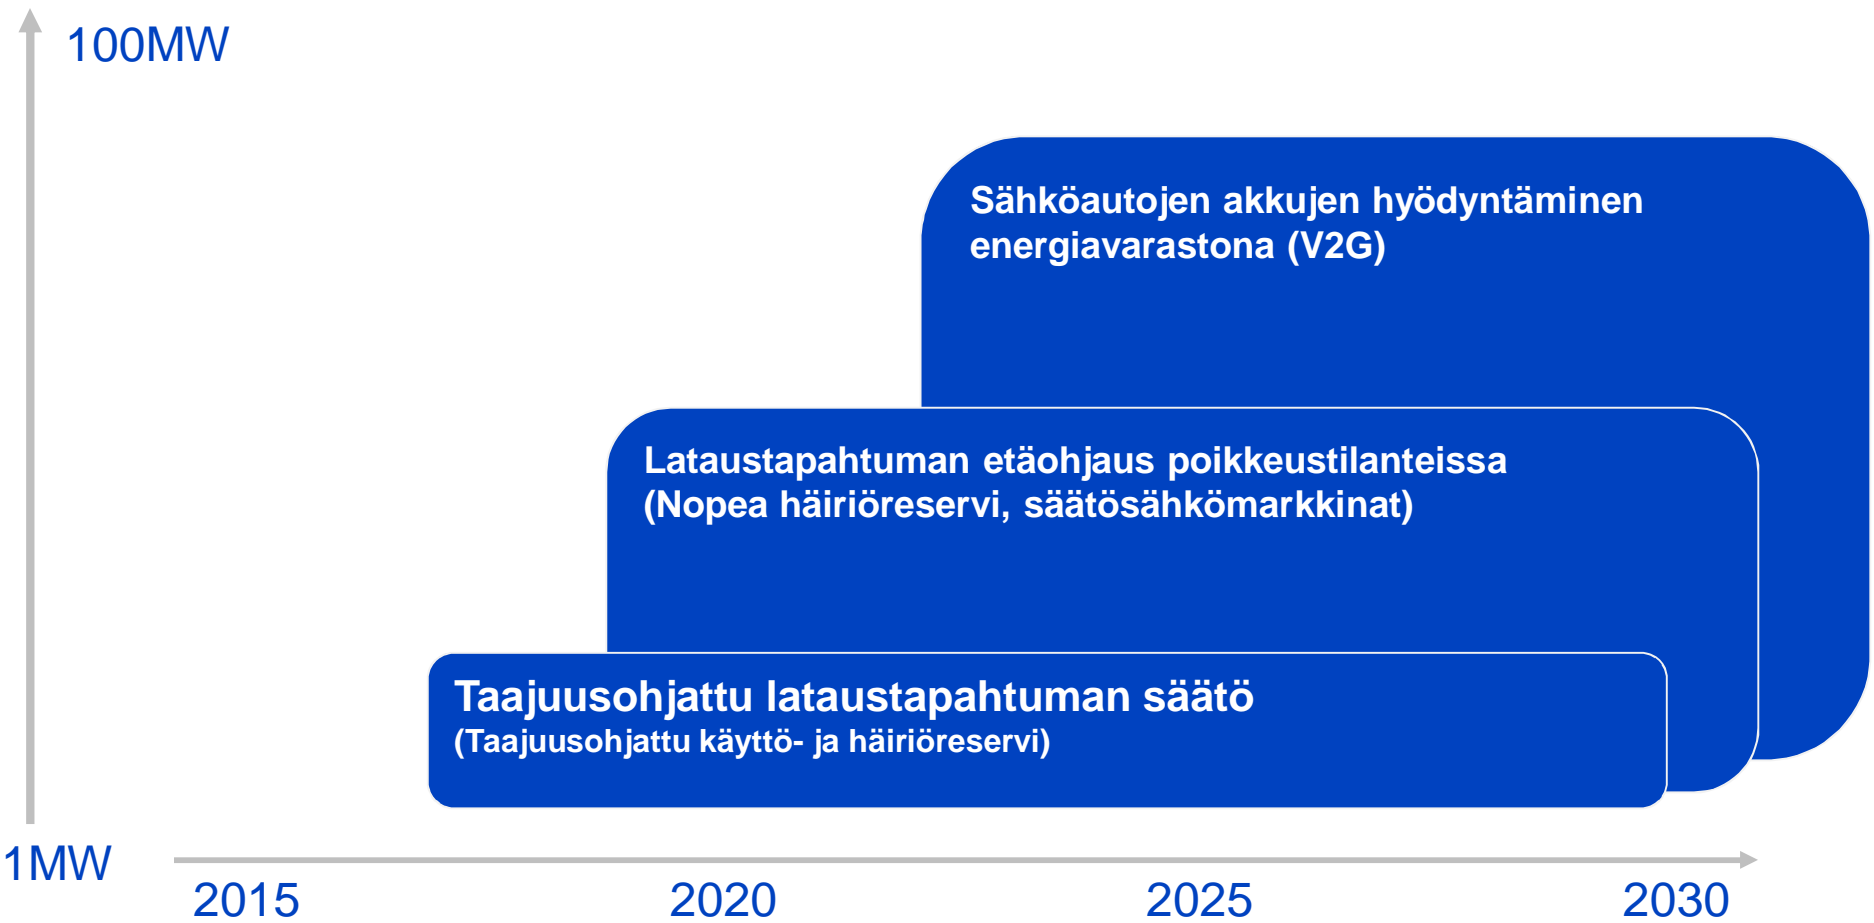 100MW
Sähköautojen akkujen hyödyntäminen
energiavarastona (V2G)
Lataustapahtuman etäohjaus poikkeustilanteissa
(Nopea häiriöreservi, säätösähkömarkkinat)
Taajuusohjattu lataustapahtuman säätö
(Taajuusohjattu käyttö- ja häiriöreservi)
1MW
2015 2020 2025 2030